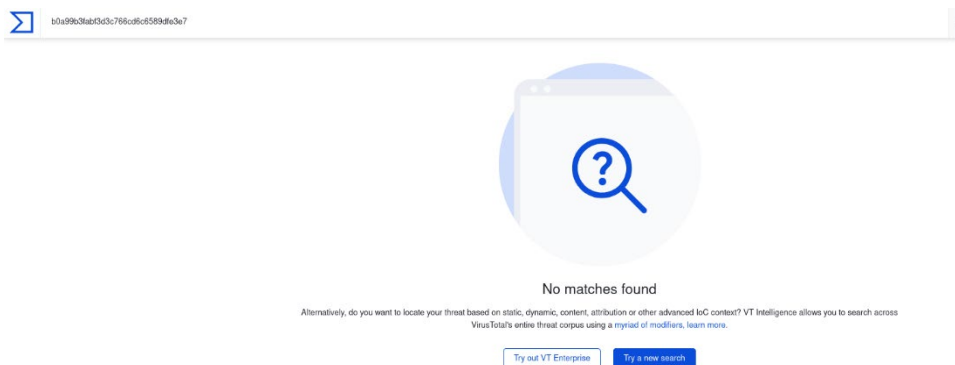 b0a99b3fabf3d3c766cd6c6589dfe3e7
No matches found
Alternatively, do you want to locate your threat based on static, dynamic, content, attribution or other advanced IoC context? VT Intelligence allows you to search across
VirusTotal's entire threat corpus using a myriad of modifiers, learn more.
Try out VT Enterprise Try a new search